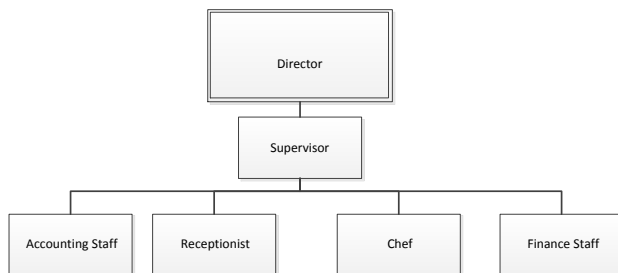 Director
Supervisor
Accounting Staff
Receptionist
Chef
Finance Staff